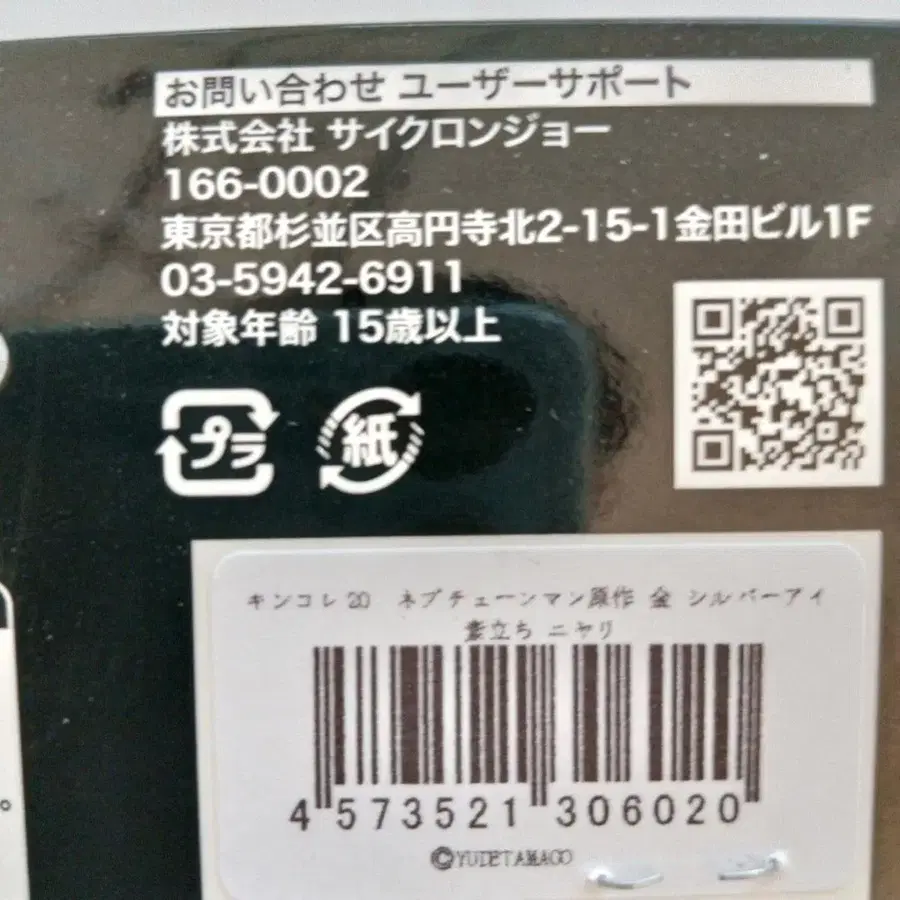 お問い合わせ ユーザーサポート
株式会社 サイクロンジョー
166-0002
東京都杉並区高円寺北2-15-1金田ビル1F
03-5942-6911
対象年齢 15歳以上
プラ
紙
キンコレ20 ネプチューンマン原作 金 シルバーアイ
素立ち ニヤリ
4 573521 306020
©YUDETAMAGO
。